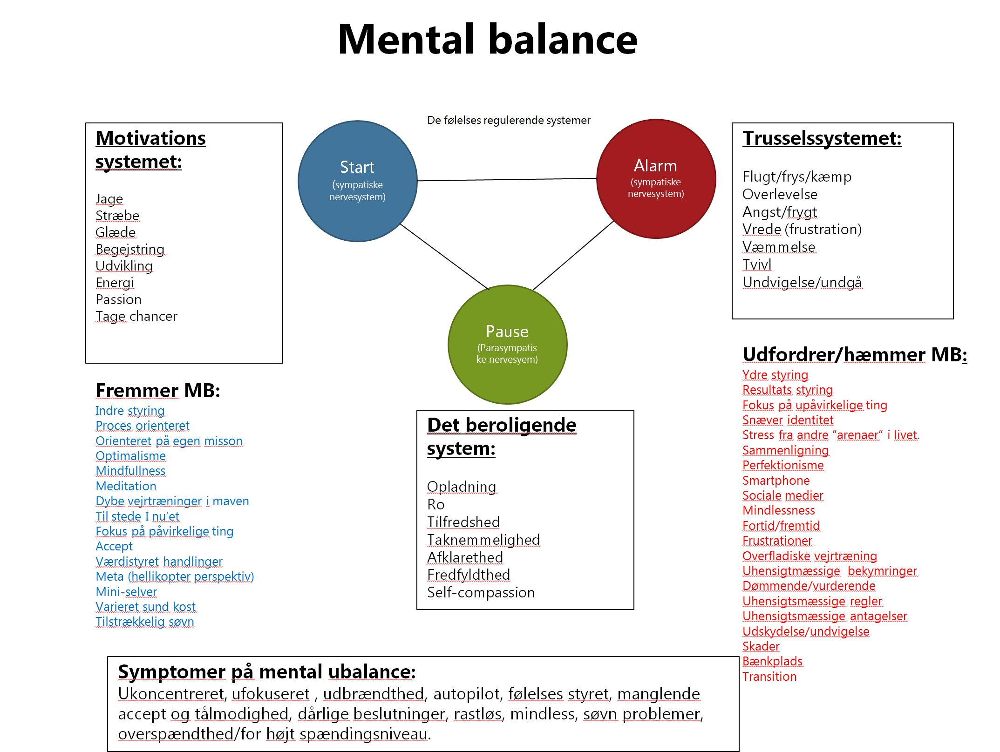 Mental balance
De følelses regulerende systemer
Motivations
systemet:
Jage
Stræbe
Glæde
Begejstring
Udvikling
Energi
Passion
Tage chancer
Start
(sympatiske
nervesystem)
Alarm
(sympatiske
nervesystem)
Trusselssystemet:
Flugt/frys/kæmp
Overlevelse
Angst/frygt
Vrede (frustration)
Væmmelse
Tvivl
Undvigelse/undgå
Pause
(Parasympatis
ke nervesyem)
Fremmer MB:
Indre styring
Proces orienteret
Orienteret på egen misson
Optimalisme
Mindfullness
Meditation
Dybe vejrtræninger i maven
Til stede I nu’et
Fokus på påvirkelige ting
Accept
Værdistyret handlinger
Meta (hellikopter perspektiv)
Mini-selver
Varieret sund kost
Tilstrækkelig søvn
Det beroligende
system:
Opladning
Ro
Tilfredshed
Taknemmelighed
Afklarethed
Fredfyldthed
Self-compassion
Udfordrer/hæmmer MB:
Ydre styring
Resultats styring
Fokus på upåvirkelige ting
Snæver identitet
Stress fra andre ”arenaer” i livet.
Sammenligning
Perfektionisme
Smartphone
Sociale medier
Mindlessness
Fortid/fremtid
Frustrationer
Overfladiske vejrtræning
Uhensigtmæssige bekymringer
Dømmende/vurderende
Uhensigtsmæssige regler
Uhensigtsmæssige antagelser
Udskydelse/undvigelse
Skader
Bænkplads
Transition
Symptomer på mental ubalance:
Ukoncentreret, ufokuseret , udbrændthed, autopilot, følelses styret, manglende
accept og tålmodighed, dårlige beslutninger, rastløs, mindless, søvn problemer,
overspændthed/for højt spændingsniveau.